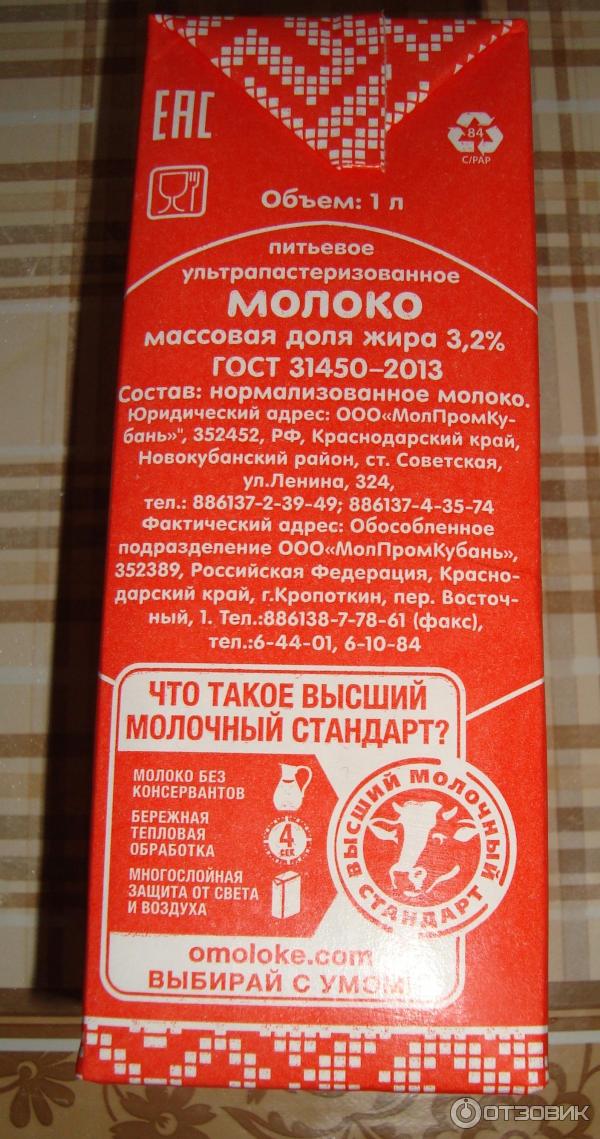 ЕАС
84
C/PAP
Объем: 1 л
питьевое
ультрапастеризованное
МОЛОКО
массовая доля жира 3,2%
ГОСТ 31450–2013
Состав: нормализованное молоко.
Юридический адрес: ООО«МолПромКу-
бань»", 352452, РФ, Краснодарский край,
Новокубанский район, ст. Советская,
ул.Ленина, 324,
тел.: 886137-2-39-49; 886137-4-35-74
Фактический адрес: Обособленное
подразделение ООО«МолПромКубань»,
352389, Российская Федерация, Красно-
дарский край, г.Кропоткин, пер. Восточ-
ный, 1. Тел.:886138-7-78-61 (факс),
тел.:6-44-01, 6-10-84
ЧТО ТАКОЕ ВЫСШИЙ
МОЛОЧНЫЙ СТАНДАРТ?
МОЛОКО БЕЗ
КОНСЕРВАНТОВ
БЕРЕЖНАЯ
ТЕПЛОВАЯ
ОБРАБОТКА
4
СЕК
МНОГОСЛОЙНАЯ
ЗАЩИТА ОТ СВЕТА
И ВОЗДУХА
ВЫСШИЙ МОЛОЧНЫЙ
СТАНДАРТ
omoloke.com
ВЫБИРАЙ С УМОМ!
ОТЗОВИК